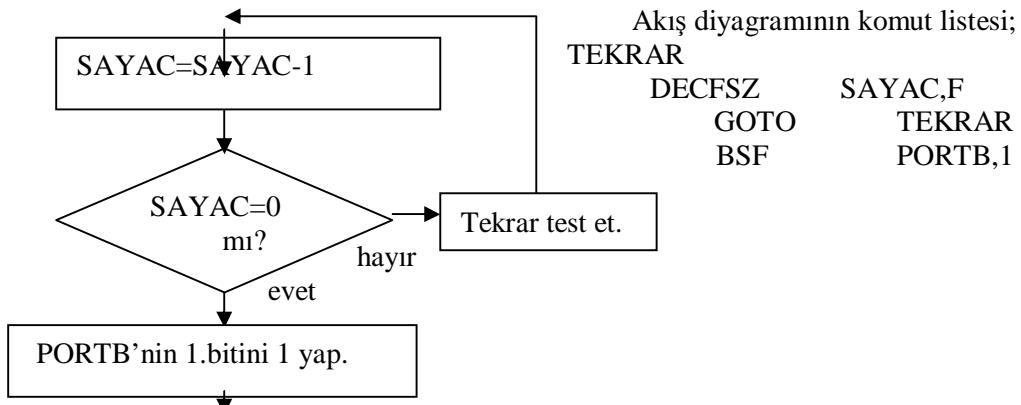 SAYAC=SAYAC-1
SAYAC=0
mı?
hayır
Tekrar test et.
evet
PORTB’nin 1.bitini 1 yap.
Akış diyagramının komut listesi;
TEKRAR
DECFSZ SAYAC,F
GOTO TEKRAR
BSF PORTB,1